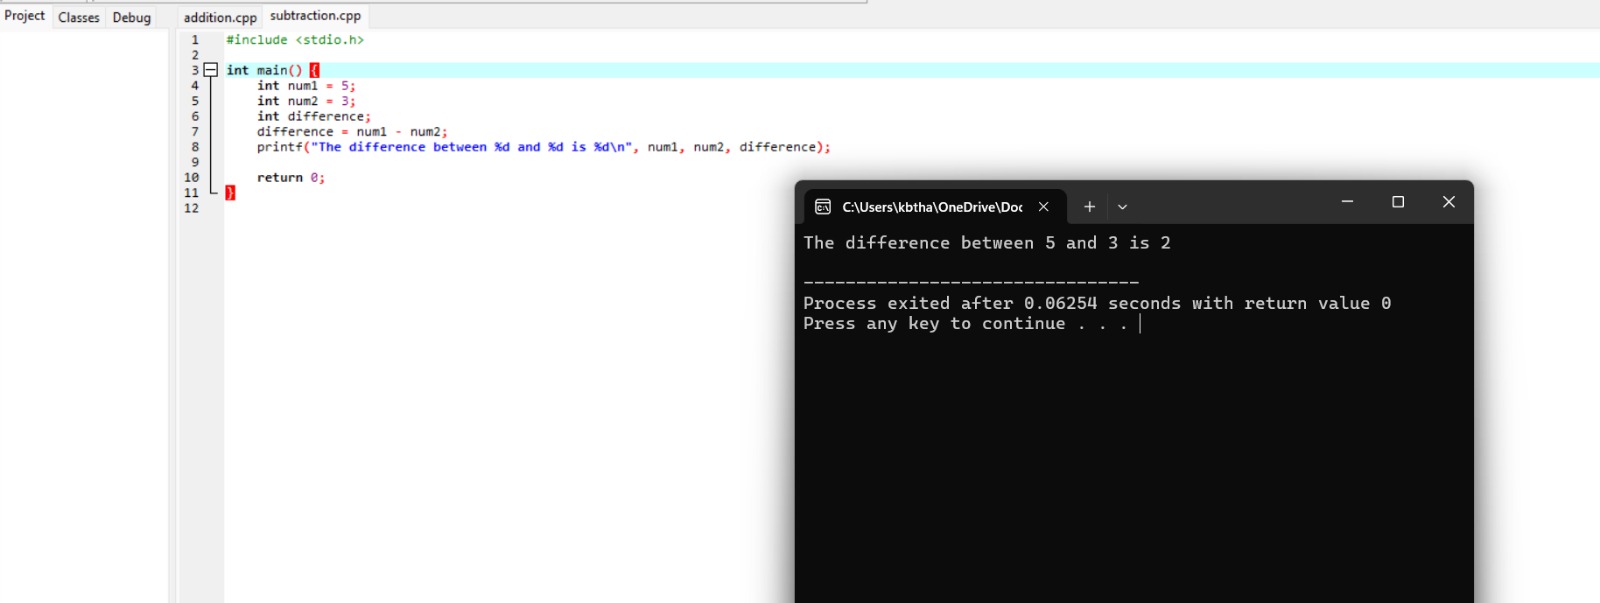 Project Classes Debug addition.cpp subtraction.cpp
1 #include <stdio.h>
2
3 int main() {
4 int num1 = 5;
5 int num2 = 3;
6 int difference;
7 difference = num1 - num2;
8 printf("The difference between %d and %d is %d\n", num1, num2, difference);
9
10 return 0;
11 }
12
C:\Users\kbtha\OneDrive\Doc
The difference between 5 and 3 is 2
--------------------------------
Process exited after 0.06254 seconds with return value 0
Press any key to continue . . .